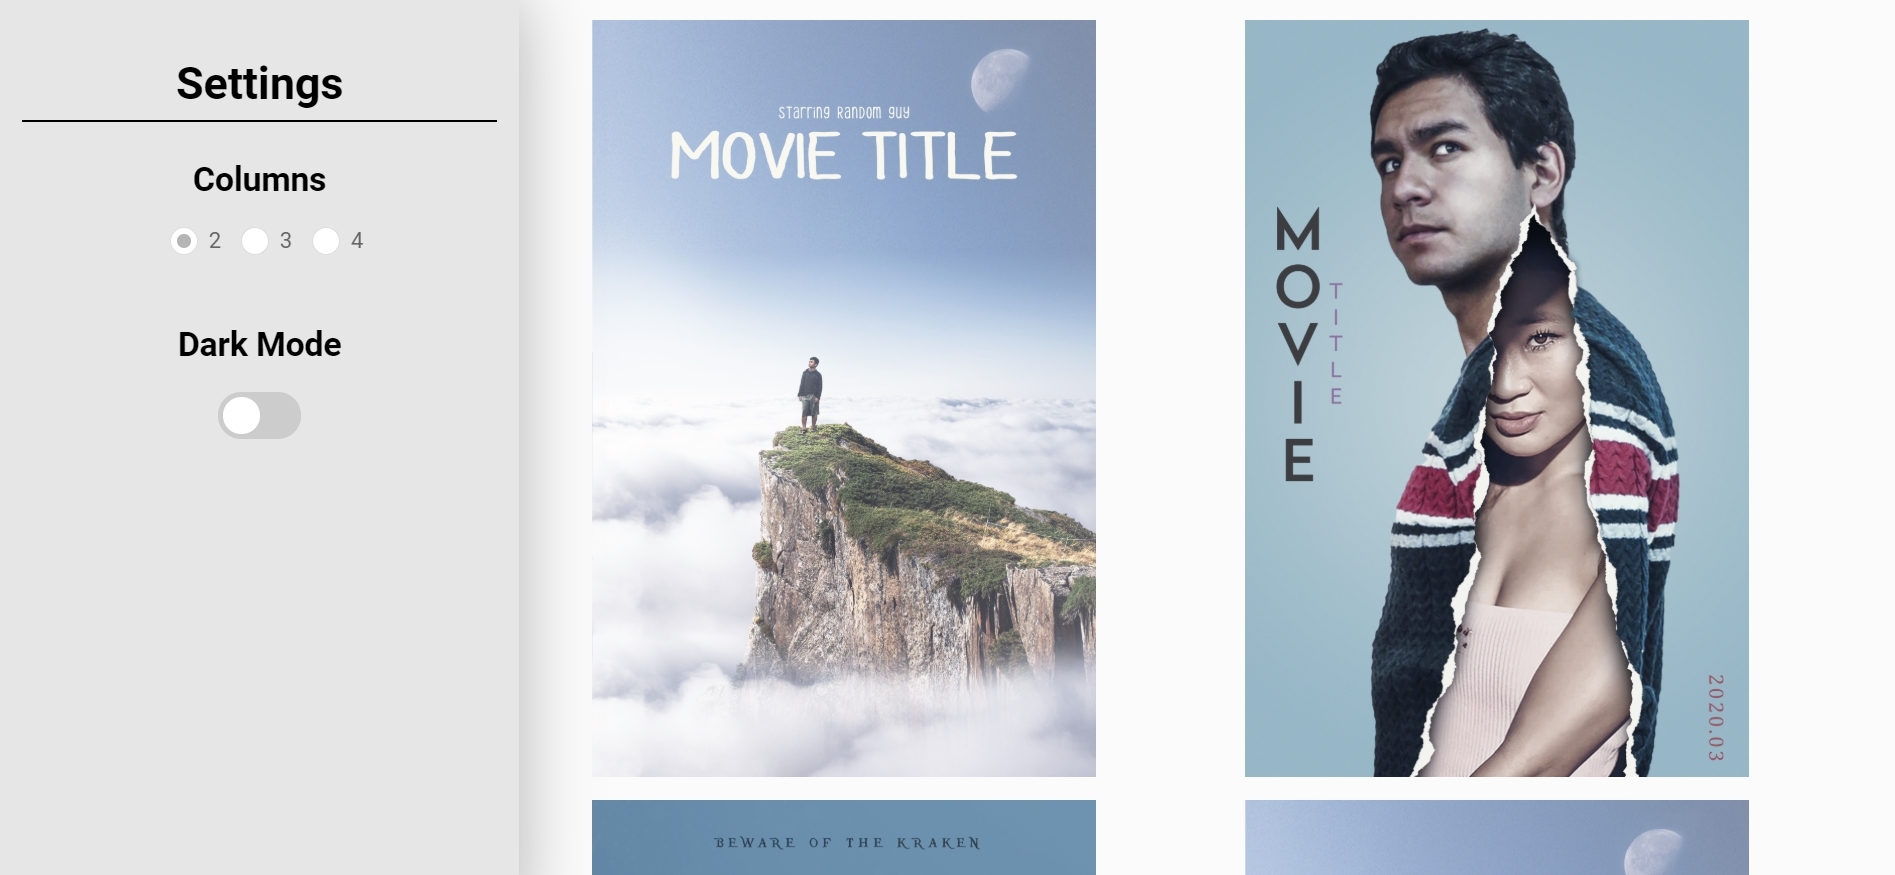 Settings
Columns
2 3 4
Dark Mode
starring Random guy
MOVIE TITLE
MOVIE
TITLE
2020.03
BEWARE OF THE KRAKEN